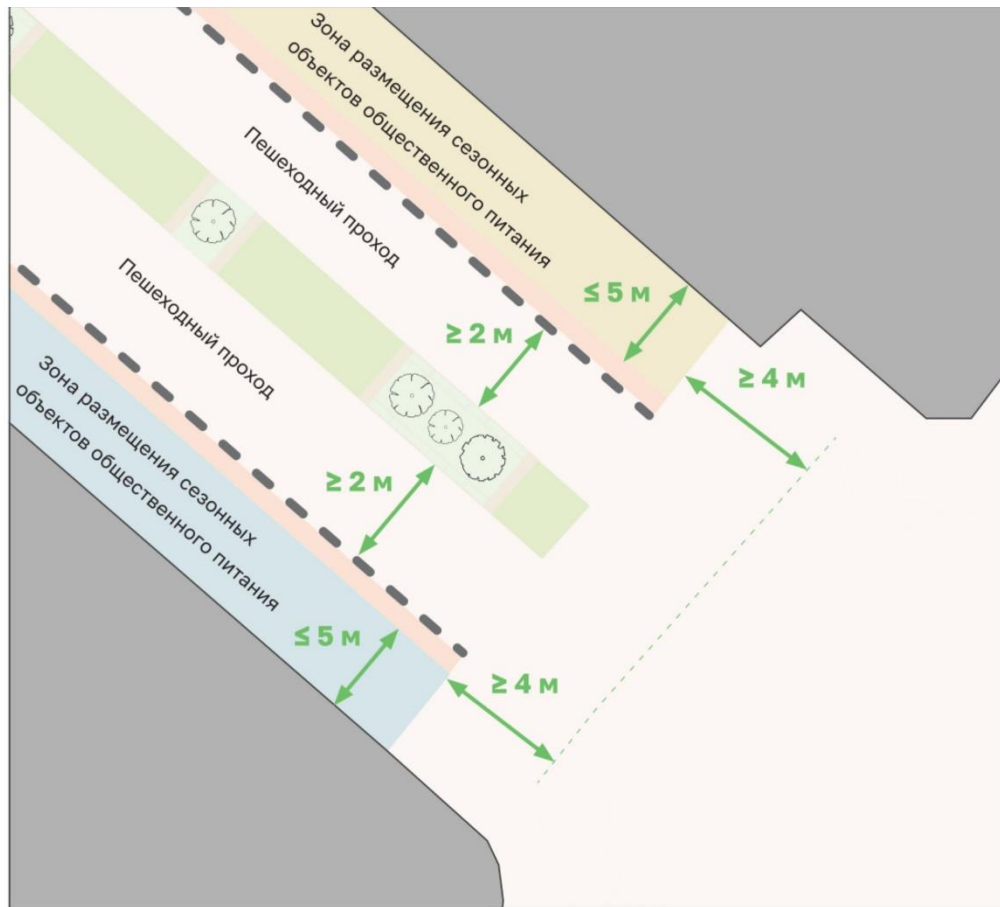 Зона размещения сезонных
объектов общественного питания
Пешеходный проход
≤ 5 м
≥ 2 м
≥ 4 м
Пешеходный проход
≥ 2 м
Зона размещения сезонных
объектов общественного питания
≤ 5 м
≥ 4 м